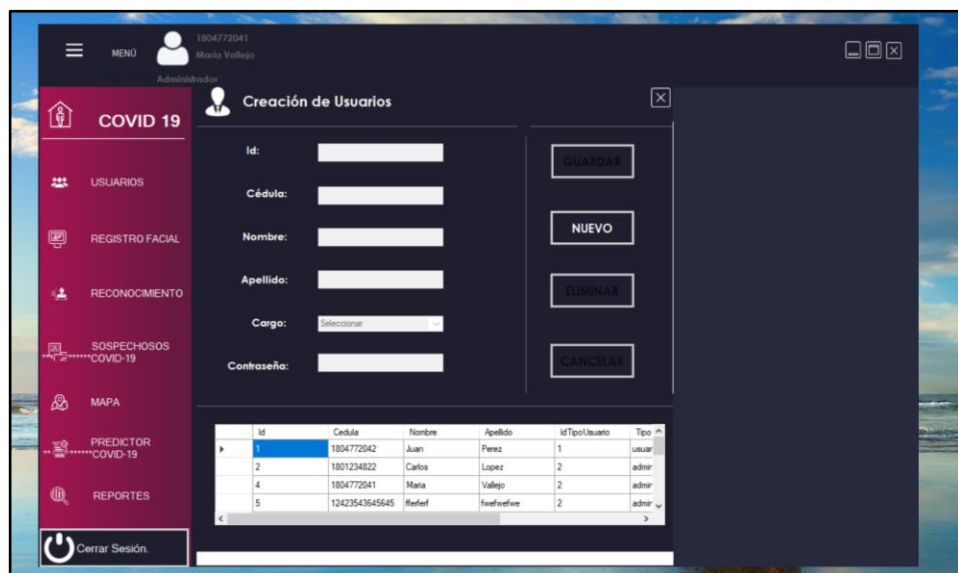 MENÚ
1804772041
Maria Vallejo
Administrador
COVID 19
USUARIOS
REGISTRO FACIAL
RECONOCIMIENTO
SOSPECHOSOS
COVID-19
MAPA
PREDICTOR
COVID-19
REPORTES
Cerrar Sesión.
Creación de Usuarios
Id:
Cédula:
Nombre:
Apellido:
Cargo:
Seleccionar
Contraseña:
GUARDAR
NUEVO
ELIMINAR
CANCELAR
Id Cedula Nombre Apellido IdTipoUsuario Tipo
1 1804772042 Juan Perez 1 usuar
2 1801234822 Carlos Lopez 2 admir
4 1804772041 Maria Vallejo 2 admir
5 12423543645645 fferferf fwefwefwe 2 admir